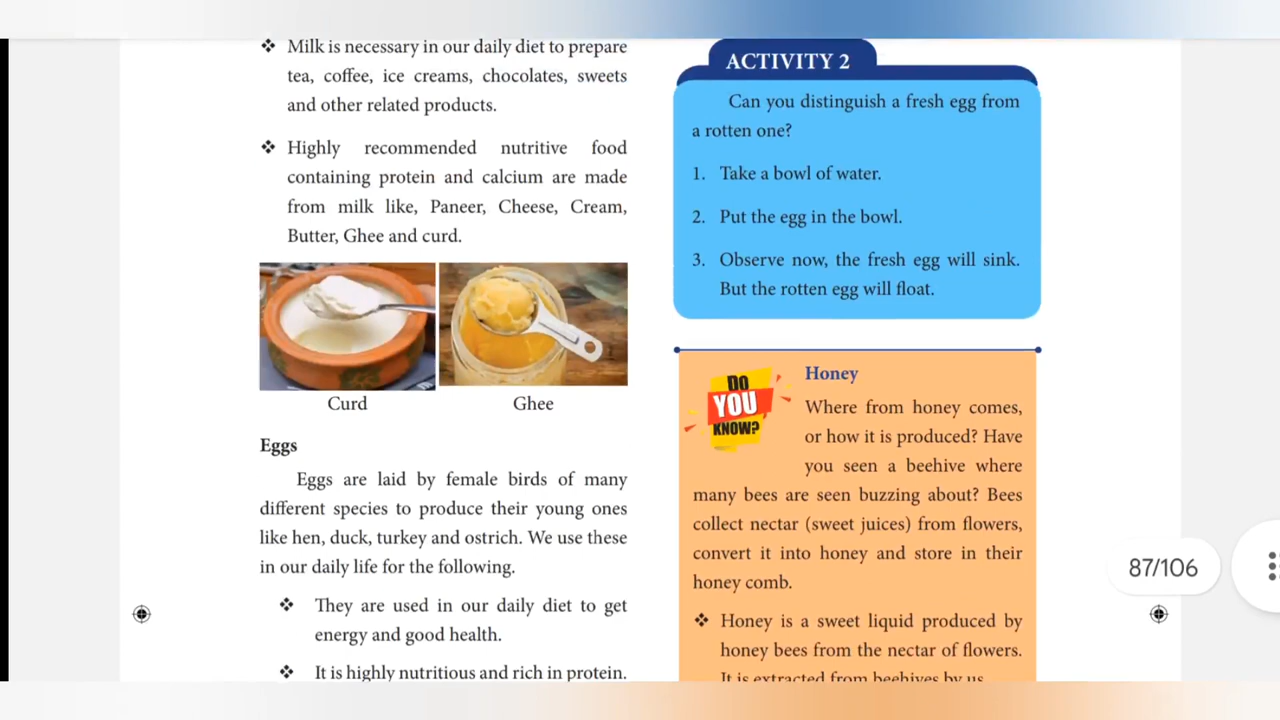 ❖ Milk is necessary in our daily diet to prepare
tea, coffee, ice creams, chocolates, sweets
and other related products.
❖ Highly recommended nutritive food
containing protein and calcium are made
from milk like, Paneer, Cheese, Cream,
Butter, Ghee and curd.
Curd
Ghee
Eggs
Eggs are laid by female birds of many
different species to produce their young ones
like hen, duck, turkey and ostrich. We use these
in our daily life for the following.
❖ They are used in our daily diet to get
energy and good health.
❖ It is highly nutritious and rich in protein.
ACTIVITY 2
Can you distinguish a fresh egg from
a rotten one?
1. Take a bowl of water.
2. Put the egg in the bowl.
3. Observe now, the fresh egg will sink.
But the rotten egg will float.
DO
YOU
KNOW?
Honey
Where from honey comes,
or how it is produced? Have
you seen a beehive where
many bees are seen buzzing about? Bees
collect nectar (sweet juices) from flowers,
convert it into honey and store in their
honey comb.
❖ Honey is a sweet liquid produced by
honey bees from the nectar of flowers.
It is extracted from beehives by us
87/106